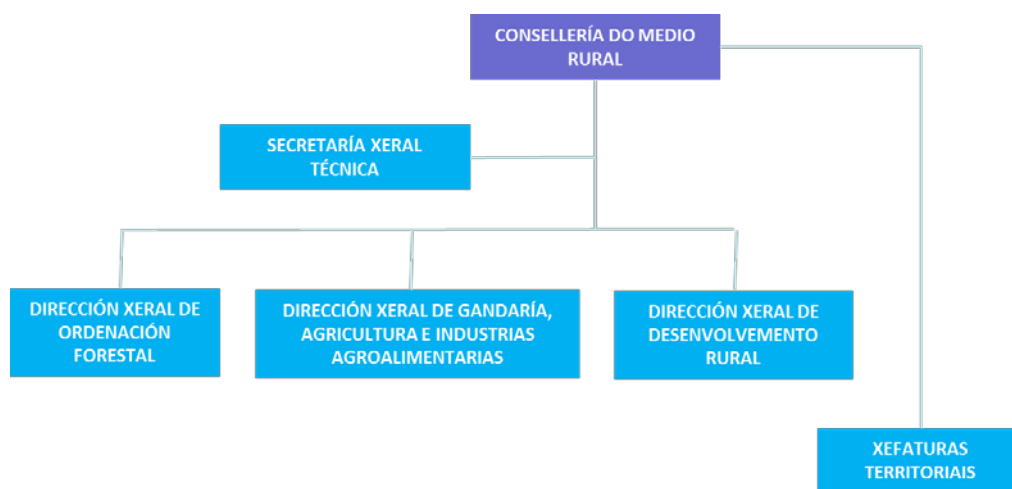 CONSELLERÍA DO MEDIO
RURAL
SECRETARÍA XERAL
TÉCNICA
DIRECCIÓN XERAL DE
ORDENACIÓN
FORESTAL
DIRECCIÓN XERAL DE GANDARÍA,
AGRICULTURA E INDUSTRIAS
AGROALIMENTARIAS
DIRECCIÓN XERAL DE
DESENVOLVEMENTO
RURAL
XEFATURAS
TERRITORIAIS